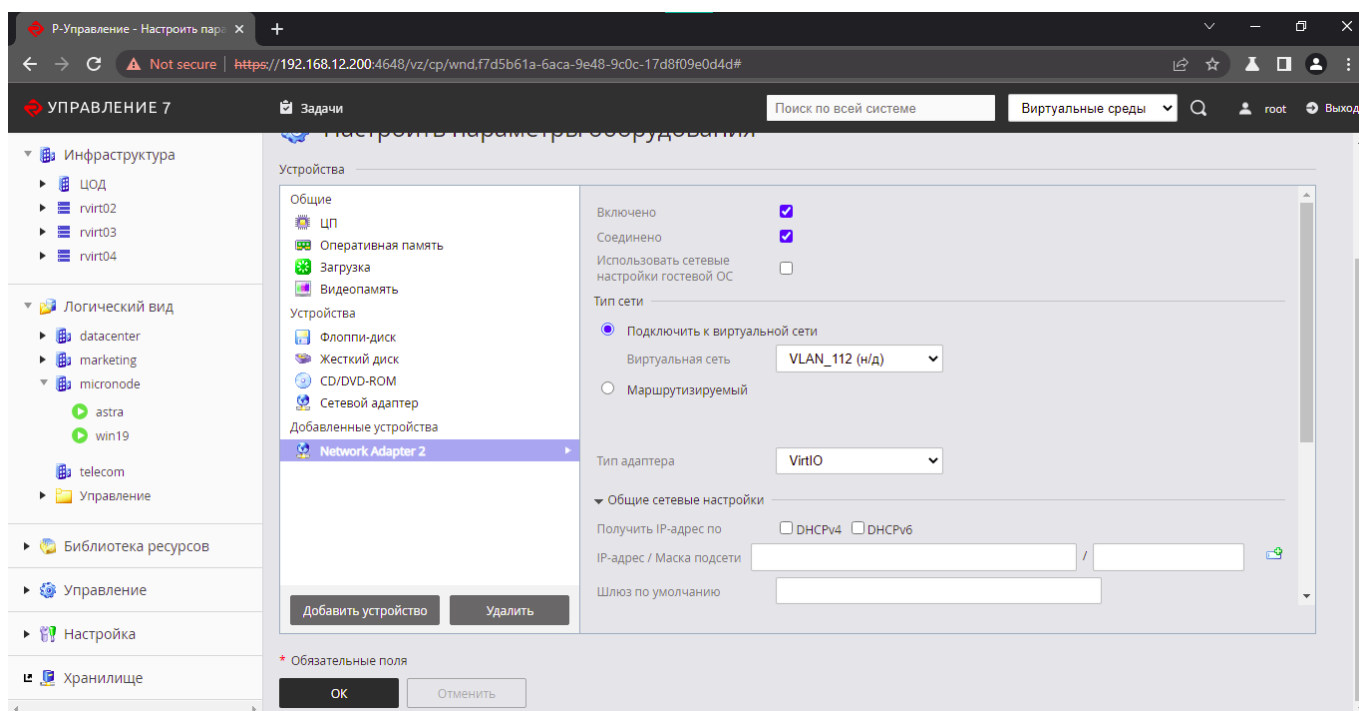 Р-Управление - Настроить пара
Not secure | https://192.168.12.200:4648/vz/cp/wnd.f7d5b61a-6aca-9e48-9c0c-17d8f09e0d4d#
УПРАВЛЕНИЕ 7
Задачи
Поиск по всей системе
Виртуальные среды
root
Выход
Инфраструктура
ЦОД
rvirt02
rvirt03
rvirt04
Логический вид
datacenter
marketing
micronode
astra
win19
telecom
Управление
Библиотека ресурсов
Управление
Настройка
Хранилище
Настроить параметры оборудования
Устройства
Общие
ЦП
Оперативная память
Загрузка
Видеопамять
Устройства
Флоппи-диск
Жесткий диск
CD/DVD-ROM
Сетевой адаптер
Добавленные устройства
Network Adapter 2
Добавить устройство
Удалить
Включено
Соединено
Использовать сетевые
настройки гостевой ОС
Тип сети
Подключить к виртуальной сети
Виртуальная сеть VLAN_112 (н/д)
Маршрутизируемый
Тип адаптера VirtIO
Общие сетевые настройки
Получить IP-адрес по DHCPv4 DHCPv6
IP-адрес / Маска подсети /
Шлюз по умолчанию
* Обязательные поля
ОК
Отменить